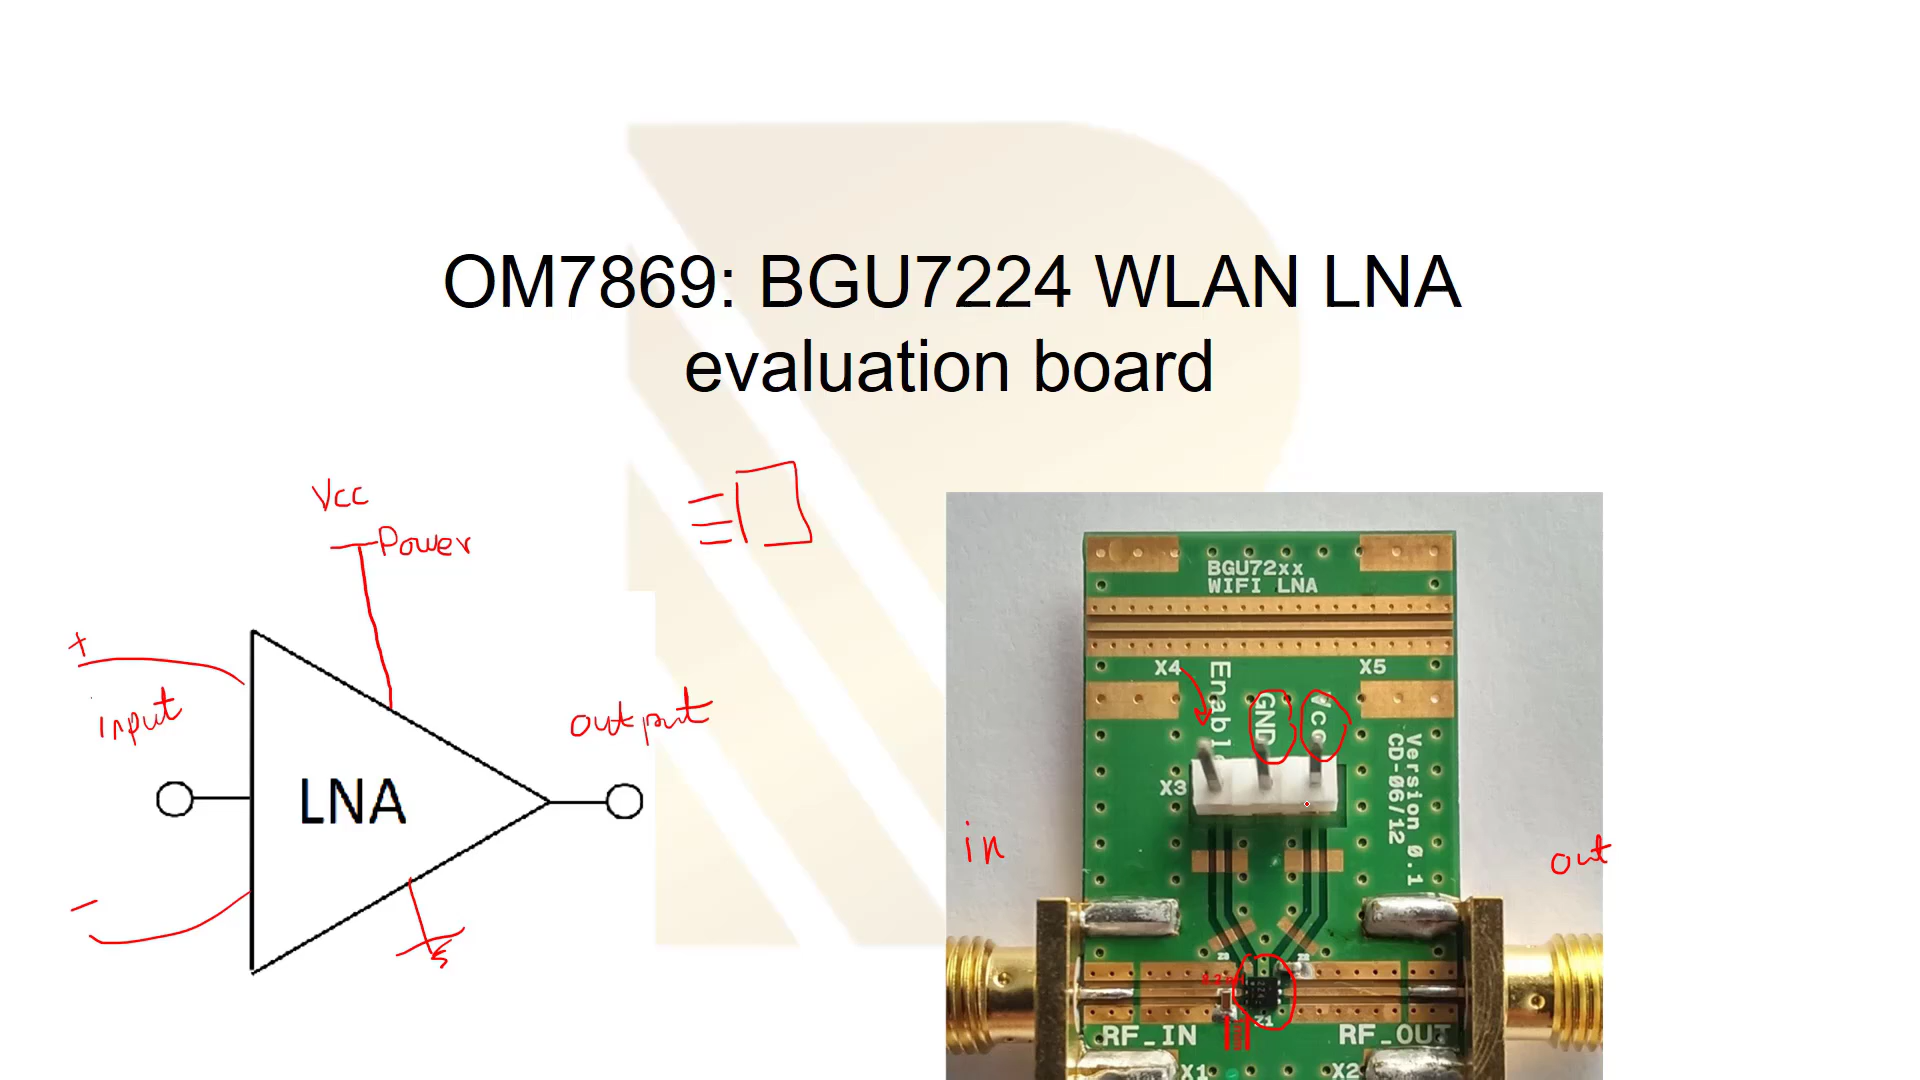 OM7869: BGU7224 WLAN LNA
evaluation board
Vcc
Power
+
input
output
LNA
-
BGU72xx
WIFI LNA
X4
X5
Enable
GND
Vcc
X3
Version 0.1
CD-06/12
in
out
RF_IN
RF_OUT
X1
X2